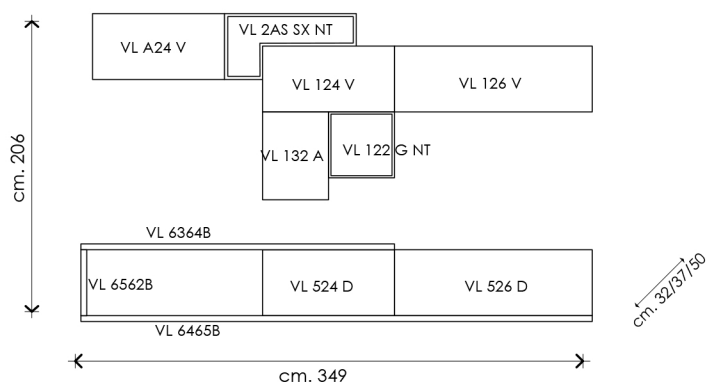 VL 2AS SX NT
VL A24 V
VL 124 V
VL 126 V
VL 132 A
VL 122 G NT
cm. 206
VL 6364B
VL 6562B
VL 524 D
VL 526 D
cm. 32/37/50
VL 6465B
cm. 349